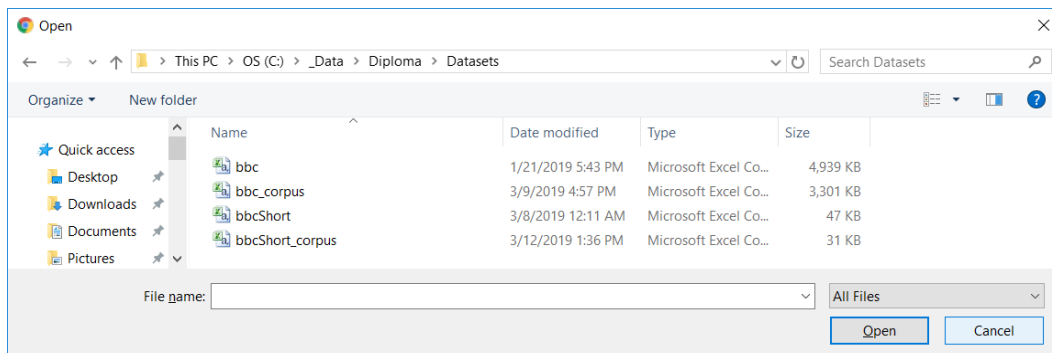 Open
This PC > OS (C:) > _Data > Diploma > Datasets
Search Datasets
Organize
New folder
Name Date modified Type Size
Quick access
Desktop
Downloads
Documents
Pictures
bbc 1/21/2019 5:43 PM Microsoft Excel Co... 4,939 KB
bbc_corpus 3/9/2019 4:57 PM Microsoft Excel Co... 3,301 KB
bbcShort 3/8/2019 12:11 AM Microsoft Excel Co... 47 KB
bbcShort_corpus 3/12/2019 1:36 PM Microsoft Excel Co... 31 KB
File name:
All Files
Open Cancel